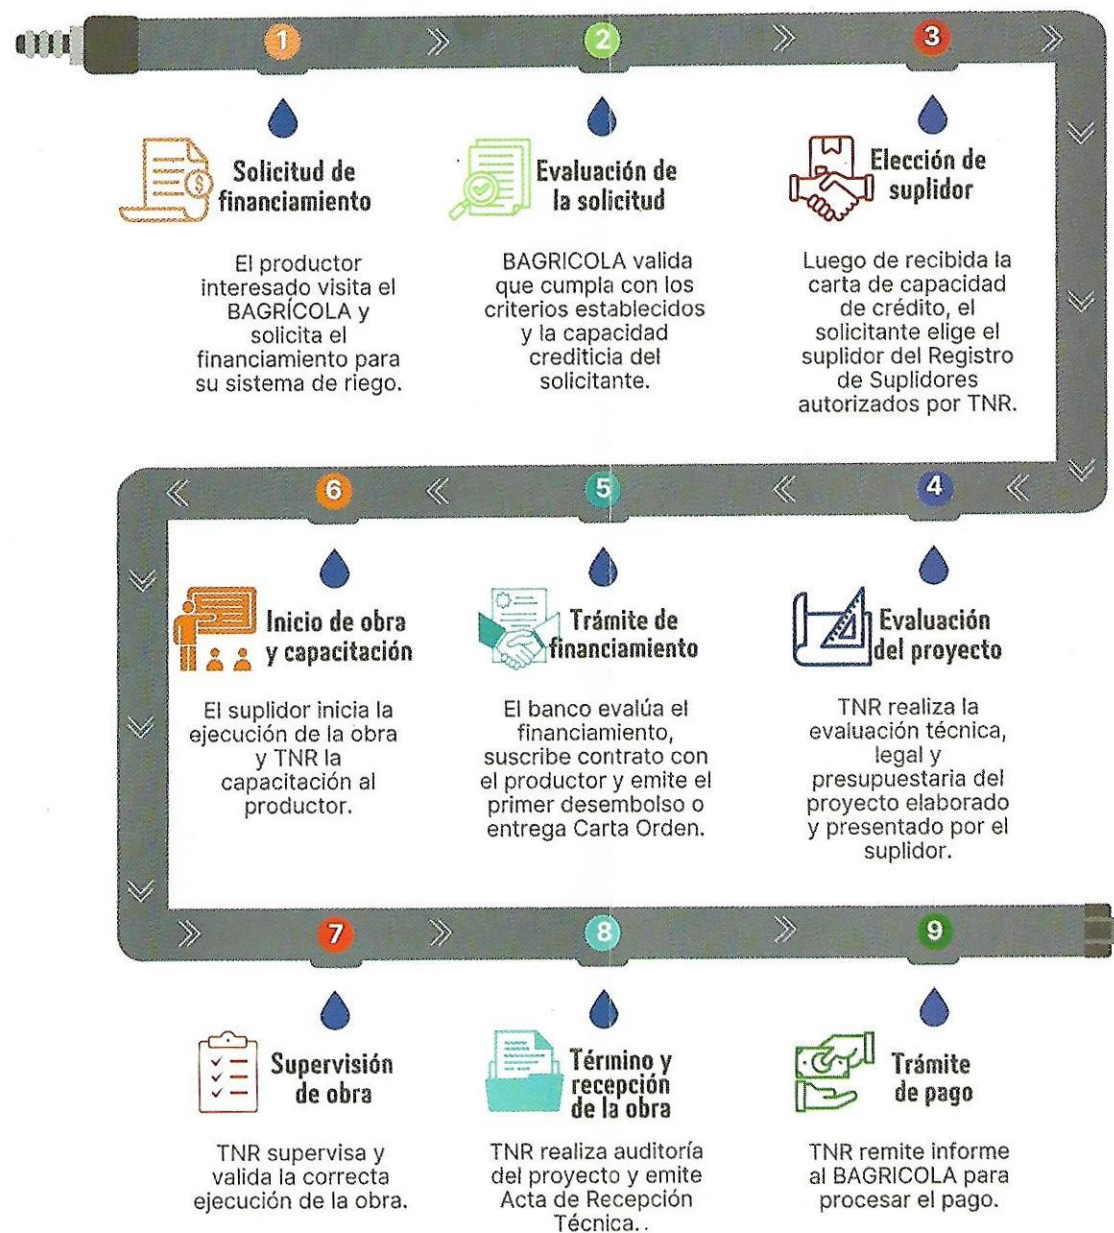 1
2
3
Solicitud de
financiamiento
El productor
interesado visita el
BAGRÍCOLA y
solicita el
financiamiento para
su sistema de riego.
Evaluación de
la solicitud
BAGRICOLA valida
que cumpla con los
criterios establecidos
y la capacidad
crediticia del
solicitante.
Elección de
suplidor
Luego de recibida la
carta de capacidad
de crédito, el
solicitante elige el
suplidor del Registro
de Suplidores
autorizados por TNR.
4
Evaluación
del proyecto
TNR realiza la
evaluación técnica,
legal y
presupuestaria del
proyecto elaborado
y presentado por el
suplidor.
5
Trámite de
financiamiento
El banco evalúa el
financiamiento,
suscribe contrato con
el productor y emite el
primer desembolso o
entrega Carta Orden.
6
Inicio de obra
y capacitación
El suplidor inicia la
ejecución de la obra
y TNR la
capacitación al
productor.
7
Supervisión
de obra
TNR supervisa y
valida la correcta
ejecución de la obra.
8
Término y
recepción
de la obra
TNR realiza auditoría
del proyecto y emite
Acta de Recepción
Técnica..
9
Trámite
de pago
TNR remite informe
al BAGRICOLA para
procesar el pago.